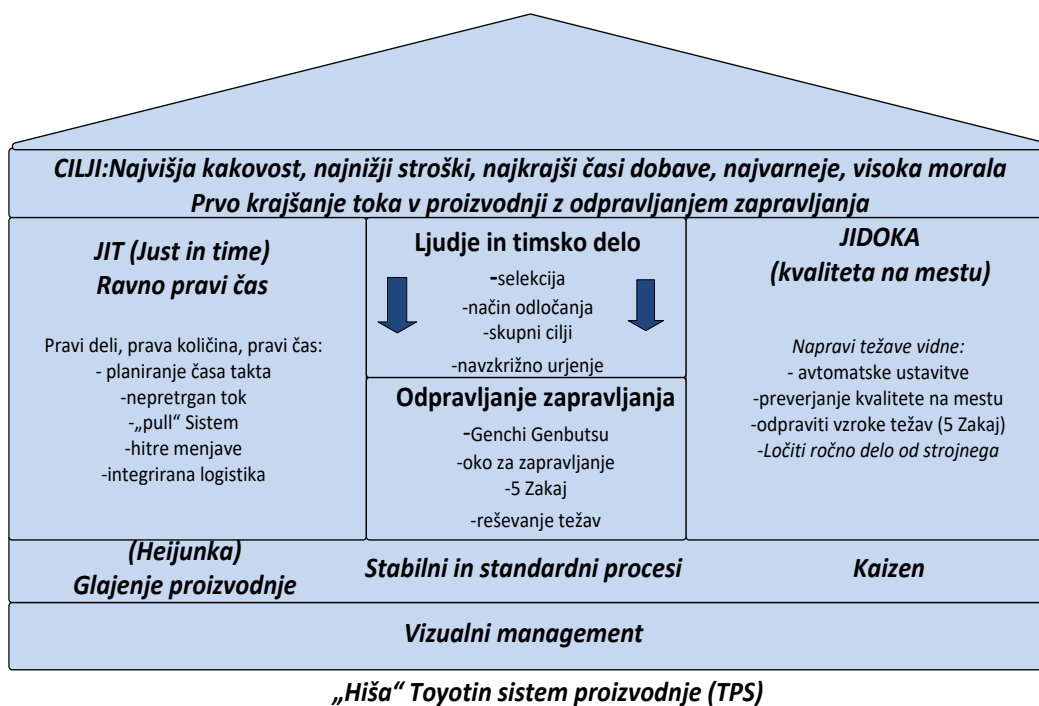 CILJI:Najvišja kakovost, najnižji stroški, najkrajši časi dobave, najvarneje, visoka morala
Prvo krajšanje toka v proizvodnji z odpravljanjem zapravljanja
JIT (Just in time)
Ravno pravi čas
Pravi deli, prava količina, pravi čas:
- planiranje časa takta
-nepretrgan tok
-„pull“ Sistem
-hitre menjave
-integrirana logistika
Ljudje in timsko delo
-selekcija
-način odločanja
-skupni cilji
-navzkrižno urjenje
Odpravljanje zapravljanja
-Genchi Genbutsu
-oko za zapravljanje
-5 Zakaj
-reševanje težav
JIDOKA
(kvaliteta na mestu)
Napravi težave vidne:
- avtomatske ustavitve
-preverjanje kvalitete na mestu
-odpraviti vzroke težav (5 Zakaj)
-Ločiti ročno delo od strojnega
(Heijunka)
Glajenje proizvodnje
Stabilni in standardni procesi
Kaizen
Vizualni management
„Hiša“ Toyotin sistem proizvodnje (TPS)